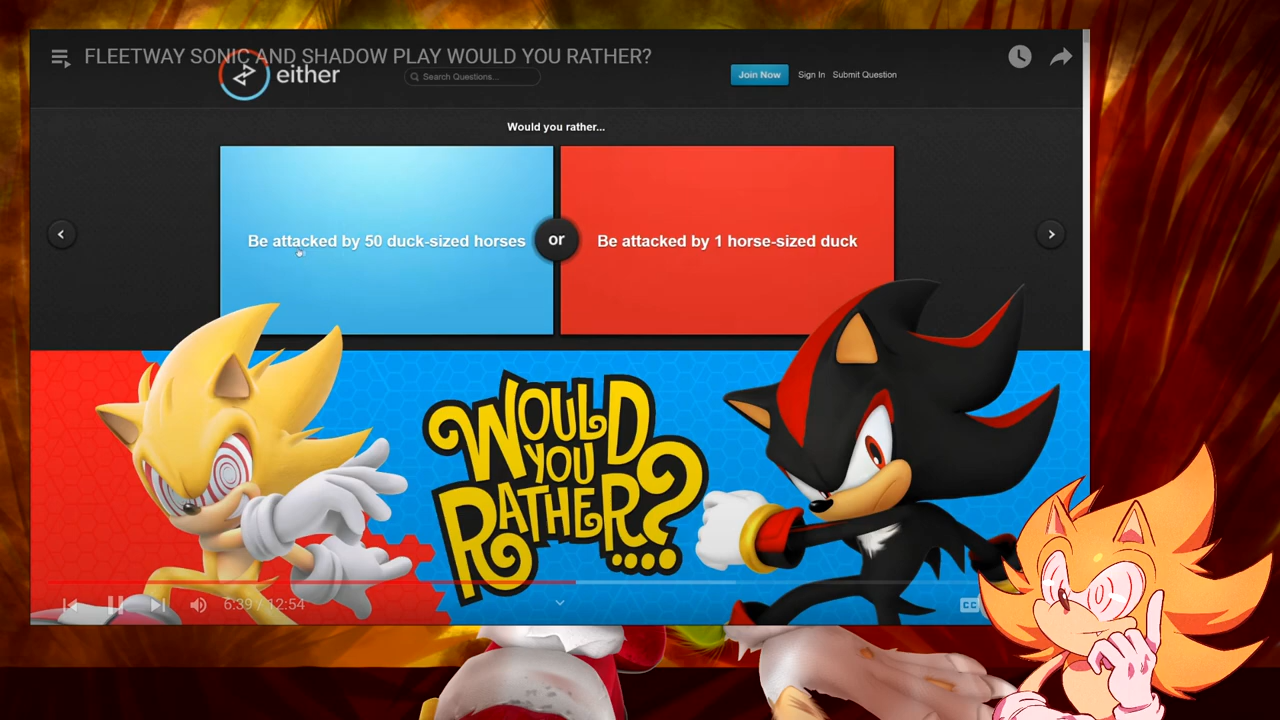 FLEETWAY SONIC AND SHADOW PLAY WOULD YOU RATHER?
either
Search Questions...
Join Now
Sign In
Submit Question
Would you rather...
Be attacked by 50 duck-sized horses
or
Be attacked by 1 horse-sized duck
WOULD
YOU
RATHER?...
6:39 / 12:54
CC